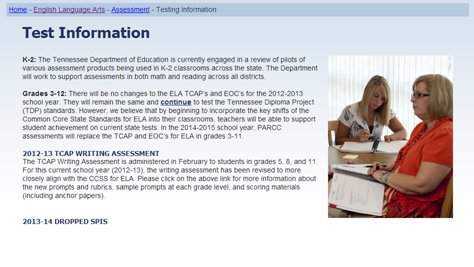 Home - English Language Arts - Assessment - Testing information
Test Information
K-2: The Tennessee Department of Education is currently engaged in a review of pilots of
various assessment products being used in K-2 classrooms across the state. The Department
will work to support assessments in both math and reading across all districts.
Grades 3-12: There will be no changes to the ELA TCAP's and EOC's for the 2012-2013
school year. They will remain the same and continue to test the Tennessee Diploma Project
(TDP) standards. However, we believe that by beginning to incorporate the key shifts of the
Common Core State Standards for ELA into their classrooms, teachers will be able to support
student achievement on current state tests. In the 2014-2015 school year, PARCC
assessments will replace the TCAP and EOC's for ELA in grades 3-11.
2012-13 TCAP WRITING ASSESSMENT
The TCAP Writing Assessment is administered in February to students in grades 5, 8, and 11.
For this current school year (2012-13), the writing assessment has been revised to more
closely align with the CCSS for ELA. Please click on the above link for more information about
the new prompts and rubrics, sample prompts at each grade level, and scoring materials
(including anchor papers).
2013-14 DROPPED SPIS